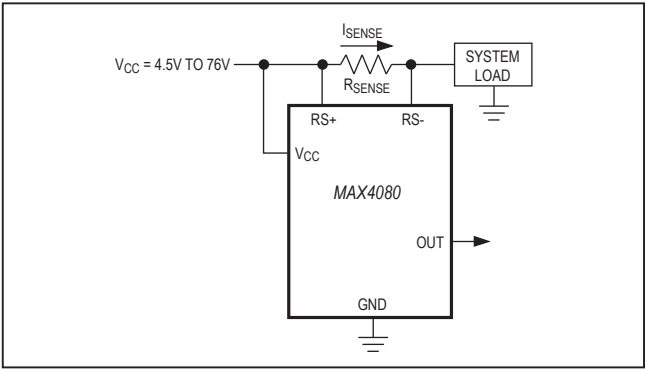 ISENSE
VCC = 4.5V TO 76V
RSENSE
SYSTEM
LOAD
RS+
RS-
VCC
MAX4080
OUT
GND